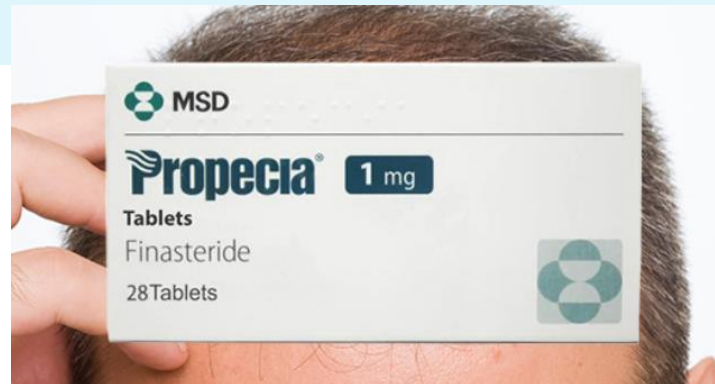 MSD
Propecia® 1 mg
Tablets
Finasteride
28Tablets